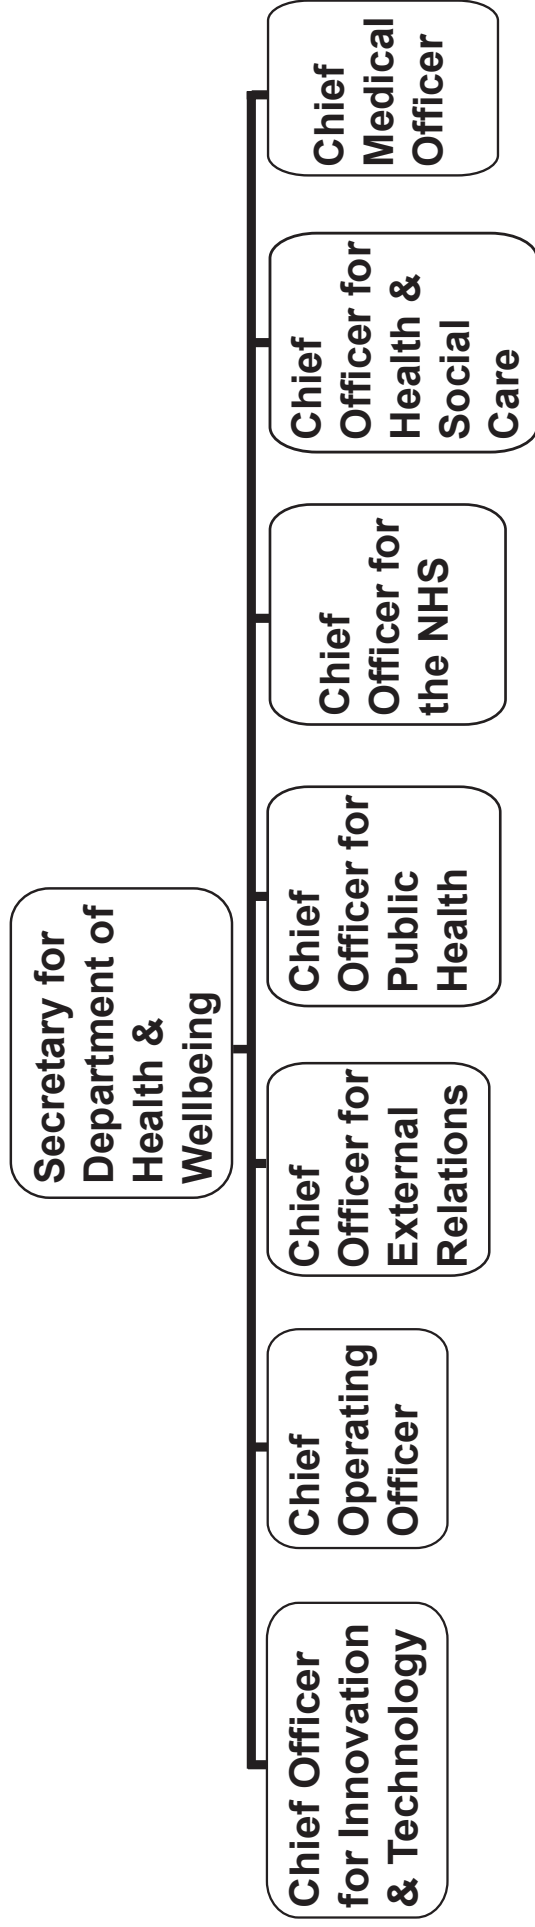 Secretary for
Department of
Health &
Wellbeing
Chief Officer
for Innovation
& Technology
Chief
Operating
Officer
Chief
Officer for
External
Relations
Chief
Officer for
Public
Health
Chief
Officer for
the NHS
Chief
Officer for
Health &
Social
Care
Chief
Medical
Officer